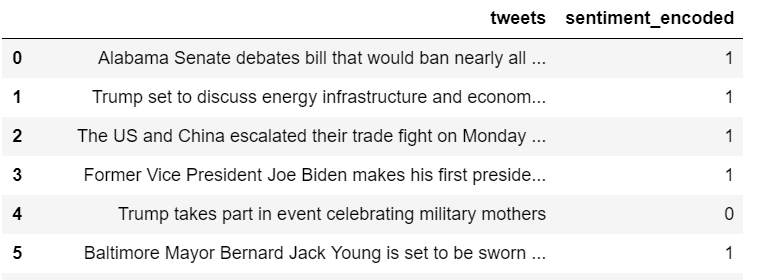 tweets sentiment_encoded
0 Alabama Senate debates bill that would ban nearly all ... 1
1 Trump set to discuss energy infrastructure and econom... 1
2 The US and China escalated their trade fight on Monday ... 1
3 Former Vice President Joe Biden makes his first preside... 1
4 Trump takes part in event celebrating military mothers 0
5 Baltimore Mayor Bernard Jack Young is set to be sworn ... 1